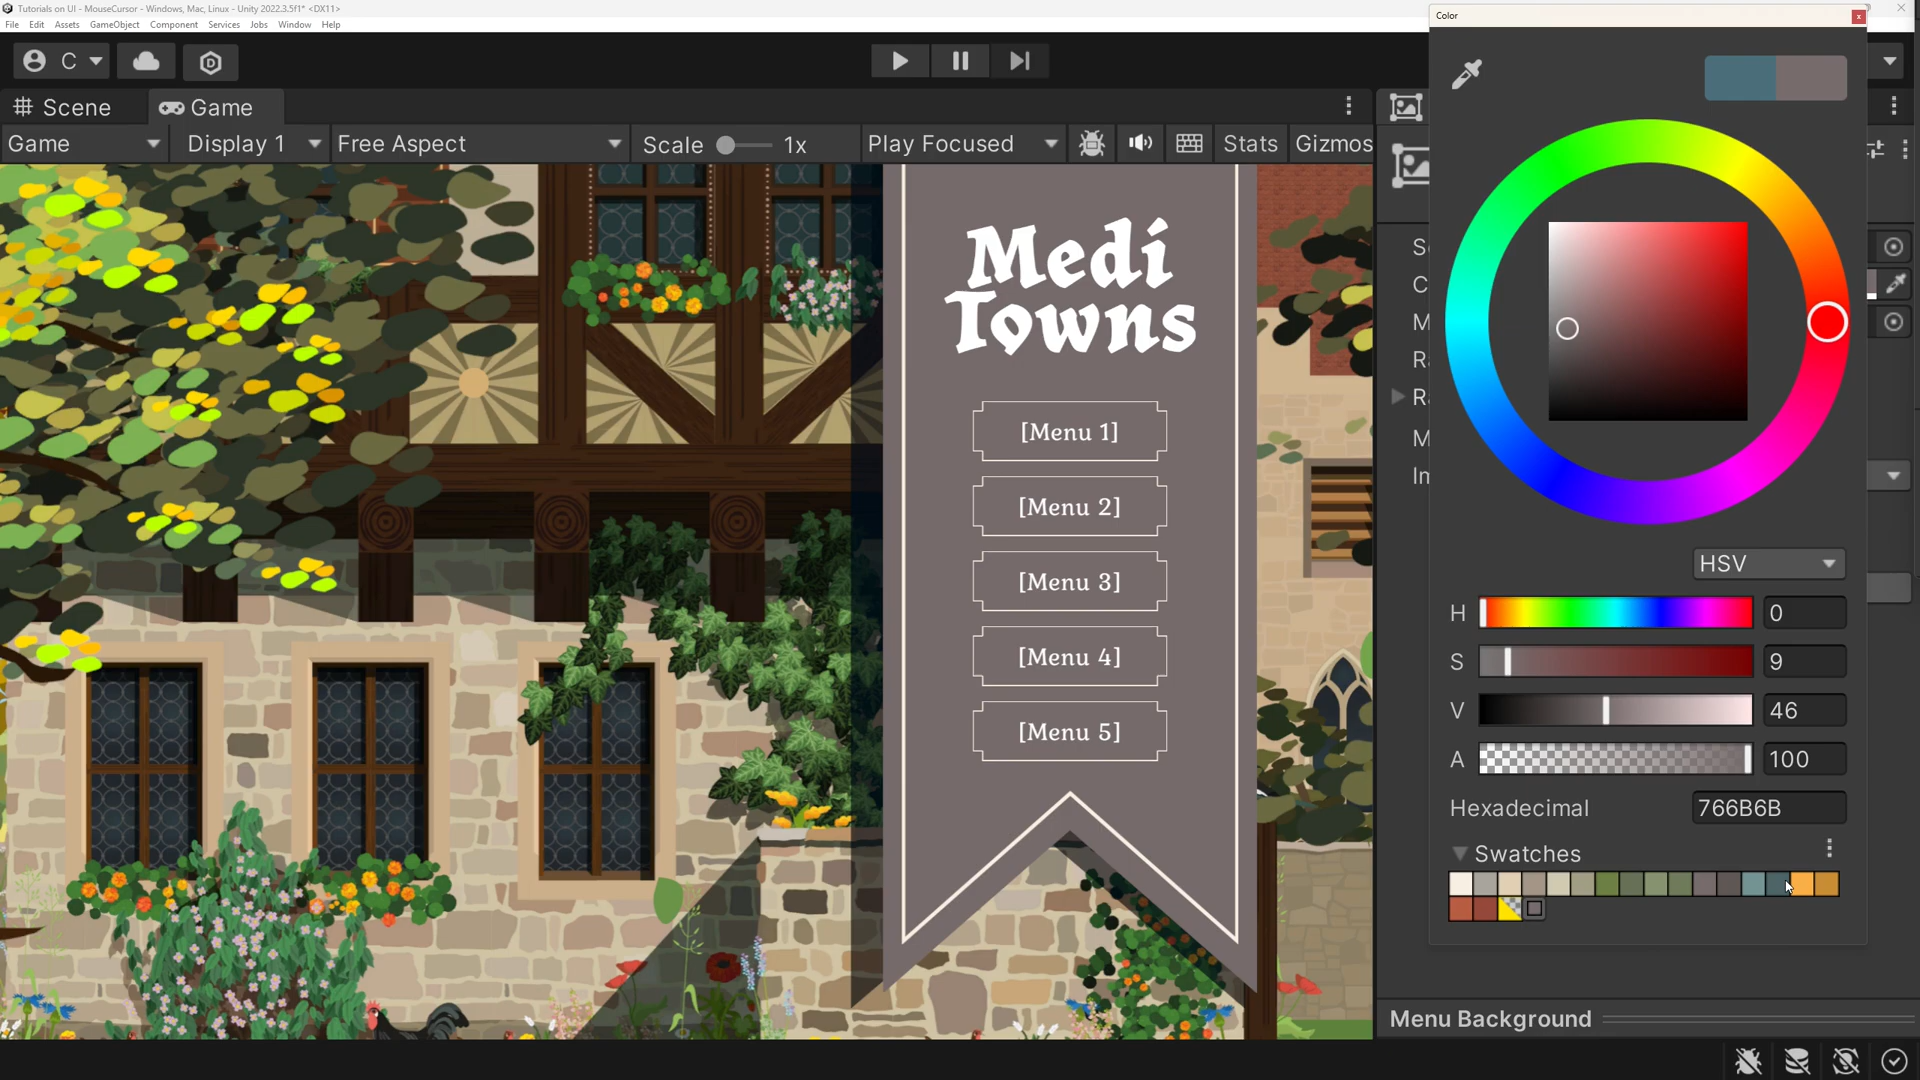 Tutorials on UI - MouseCursor - Windows, Mac, Linux - Unity 2022.3.5f1* <DX11>
File Edit Assets GameObject Component Services Jobs Window Help
C
Scene Game
Game Display 1 Free Aspect Scale 1x Play Focused Stats Gizmos
Medi
Towns
[Menu 1]
[Menu 2]
[Menu 3]
[Menu 4]
[Menu 5]
Color
x
HSV
H 0
S 9
V 46
A 100
Hexadecimal 766B6B
Swatches
C
M
M
Menu Background